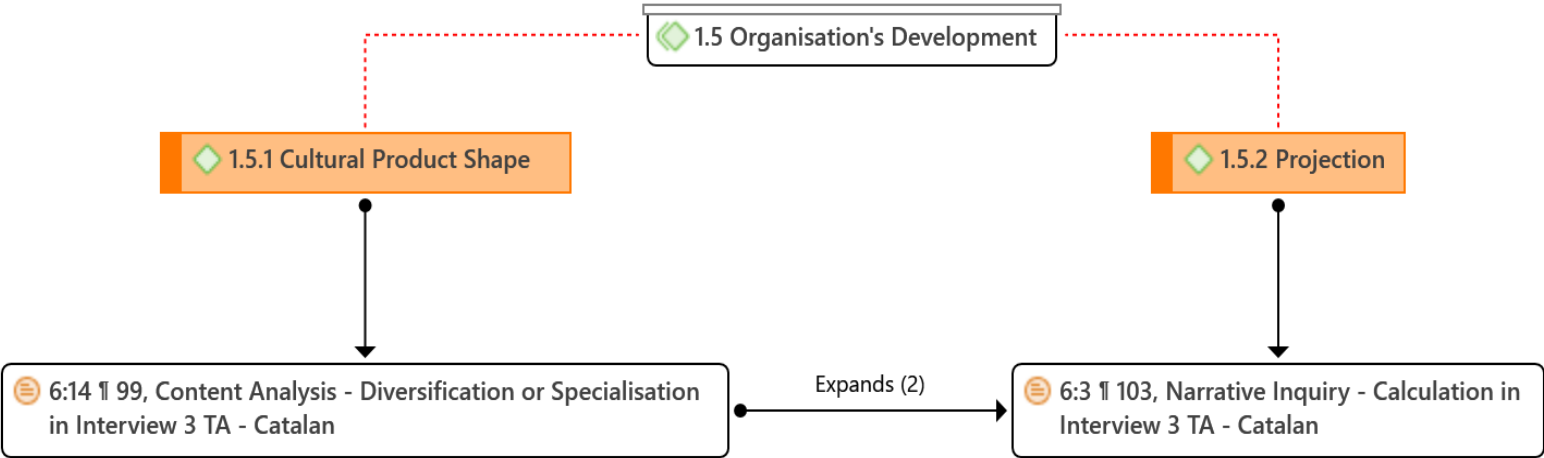 1.5 Organisation's Development
1.5.1 Cultural Product Shape
1.5.2 Projection
6:14 ¶ 99, Content Analysis - Diversification or Specialisation
in Interview 3 TA - Catalan
Expands (2)
6:3 ¶ 103, Narrative Inquiry - Calculation in
Interview 3 TA - Catalan